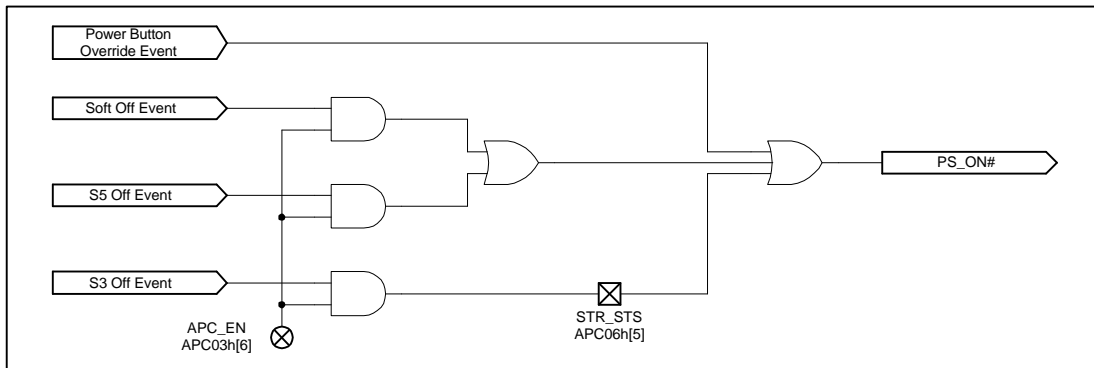 Power Button
Override Event
Soft Off Event
PS_ON#
S5 Off Event
S3 Off Event
APC_EN
APC03h[6]
STR_STS
APC06h[5]